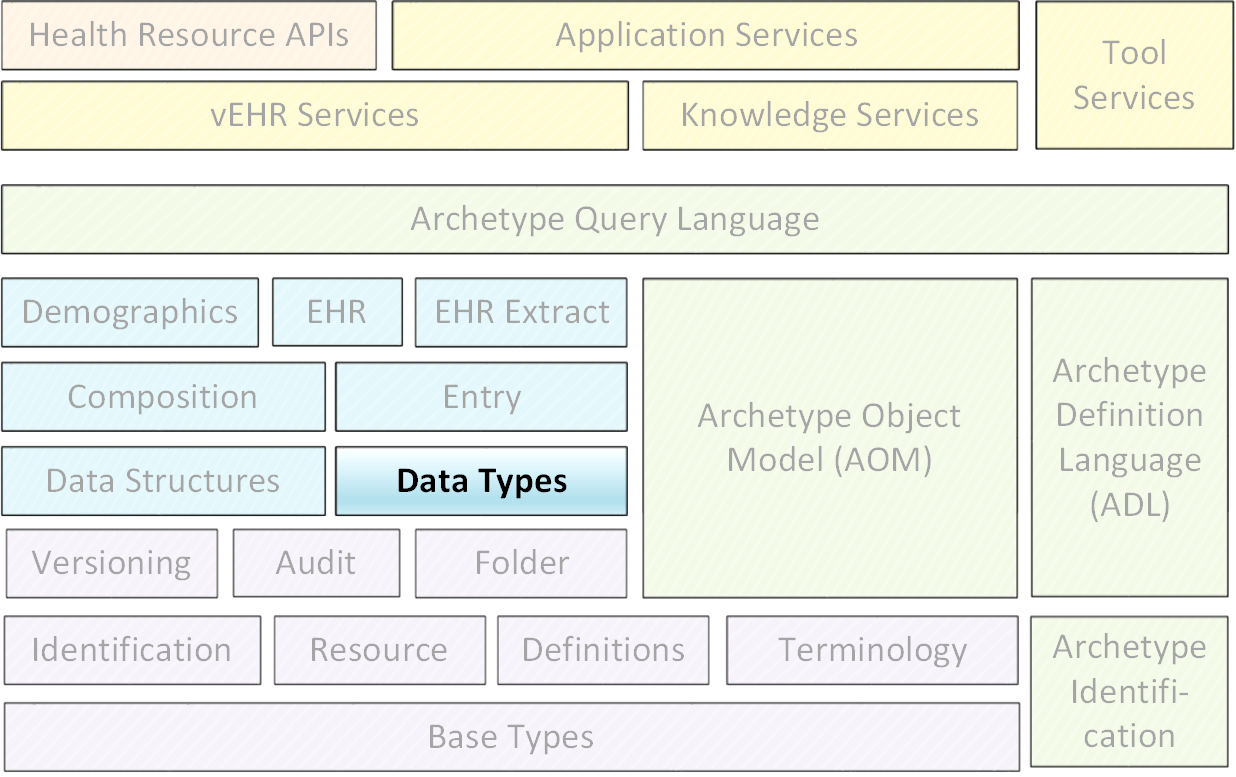 Health Resource APIs
Application Services
Tool
Services
vEHR Services
Knowledge Services
Archetype Query Language
Demographics
EHR
EHR Extract
Composition
Entry
Data Structures
Data Types
Archetype Object
Model (AOM)
Archetype
Definition
Language
(ADL)
Versioning
Audit
Folder
Identification
Resource
Definitions
Terminology
Archetype
Identifi-
cation
Base Types